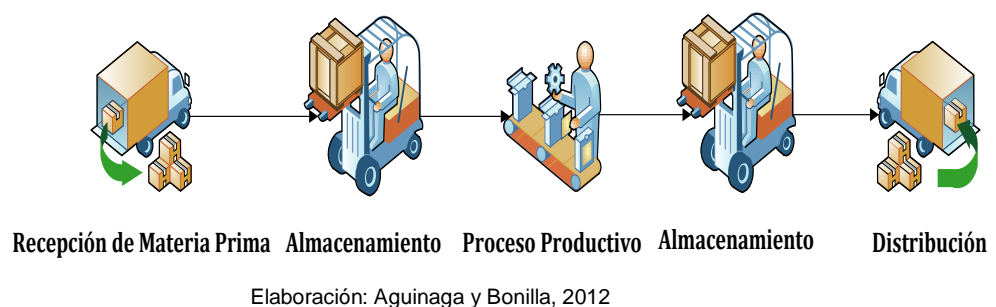 Recepción de Materia Prima Almacenamiento Proceso Productivo Almacenamiento Distribución
Elaboración: Aguinaga y Bonilla, 2012